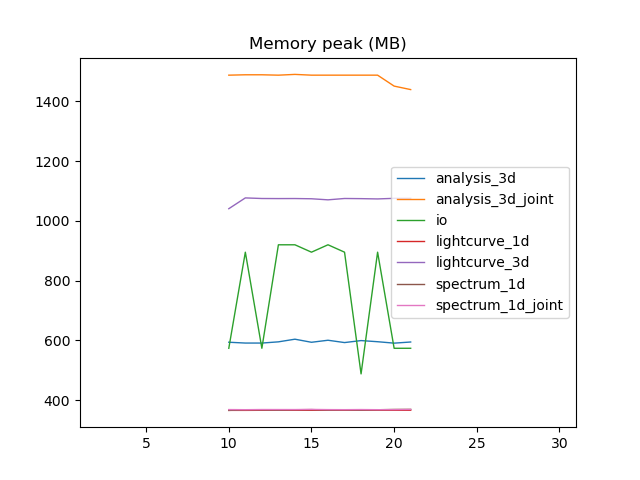 Memory peak (MB)
1400
1200
1000
800
600
400
analysis_3d
analysis_3d_joint
io
lightcurve_1d
lightcurve_3d
spectrum_1d
spectrum_1d_joint
5 10 15 20 25 30